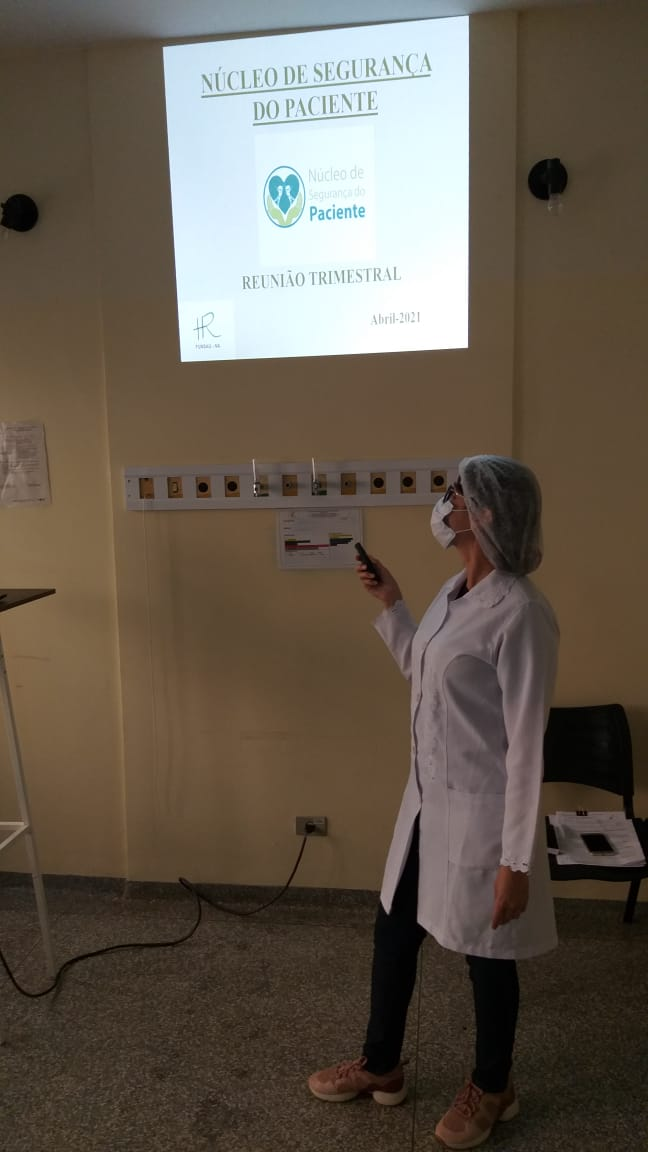 NÚCLEO DE SEGURANÇA
DO PACIENTE
Núcleo de
Segurança do
Paciente
REUNIÃO TRIMESTRAL
Abril-2021
HR